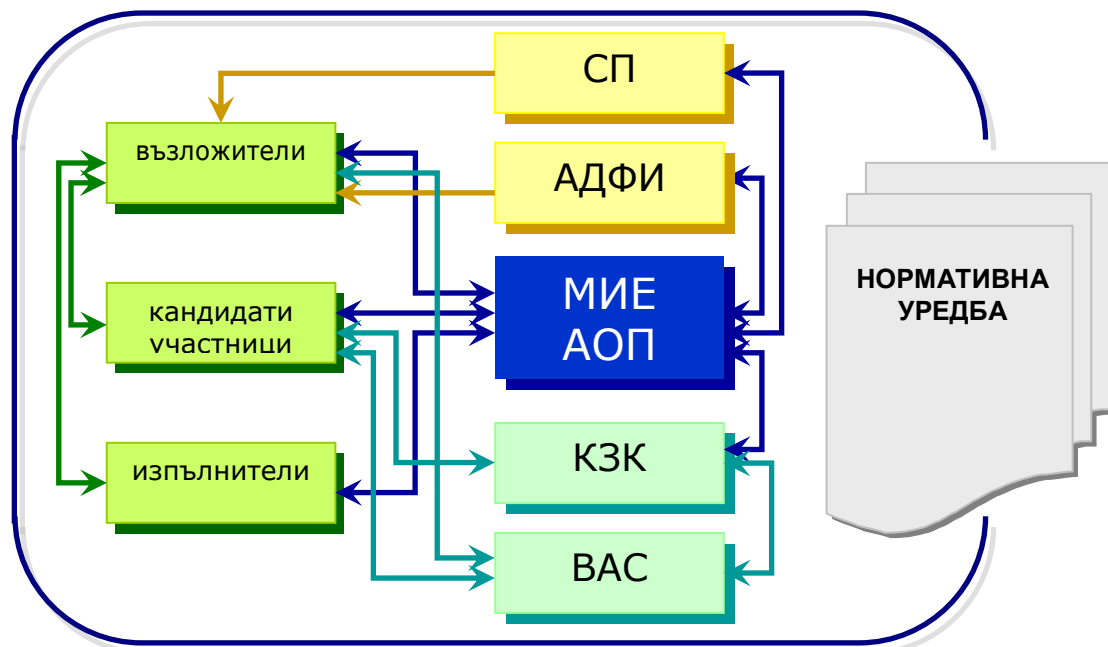 СП
възложители
АДФИ
МИЕ
АОП
кандидати
участници
КЗК
изпълнители
ВАС
НОРМАТИВНА
УРЕДБА